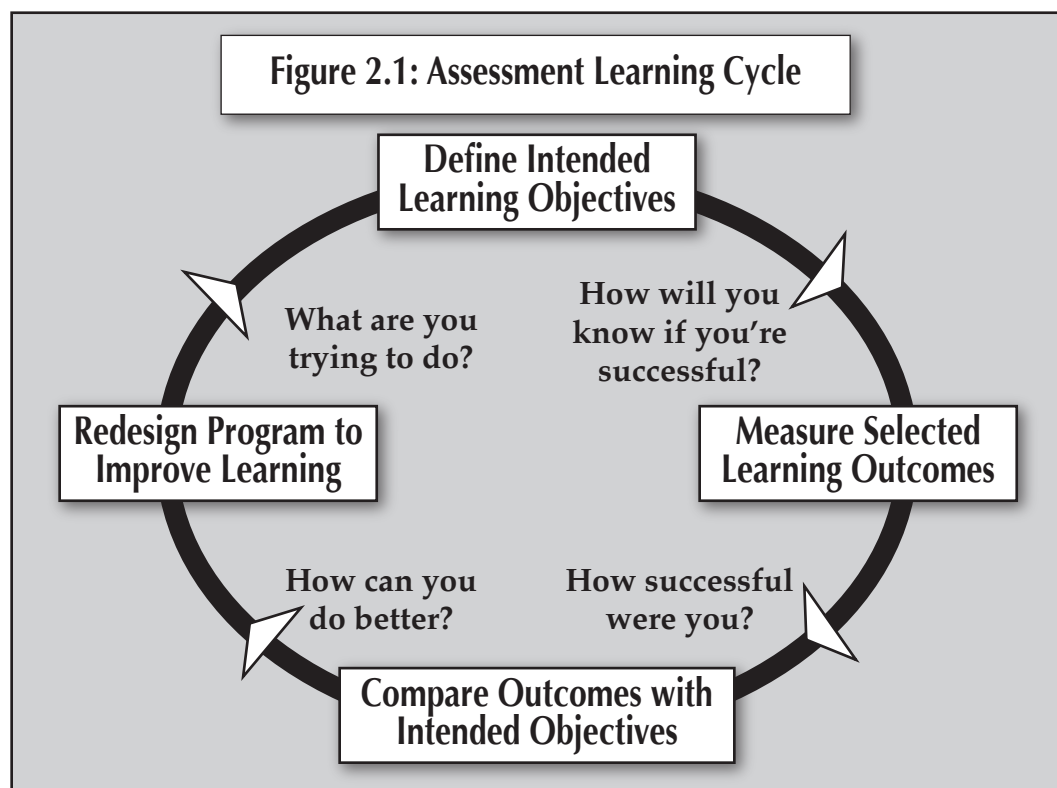 Figure 2.1: Assessment Learning Cycle
Define Intended
Learning Objectives
How will you
know if you’re
successful?
What are you
trying to do?
Redesign Program to
Improve Learning
Measure Selected
Learning Outcomes
How can you
do better?
How successful
were you?
Compare Outcomes with
Intended Objectives